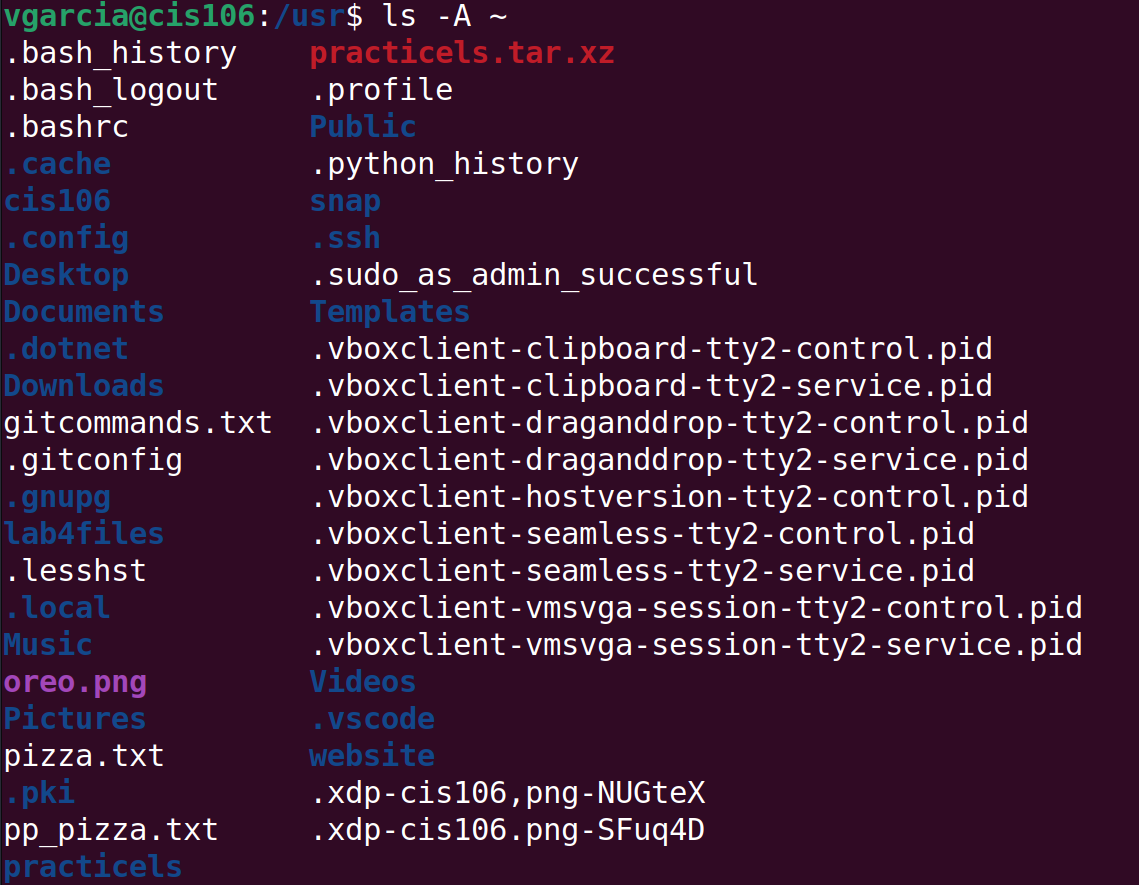 vgarcia@cis106:/usr$ ls -A ~
.bash_history    practicels.tar.xz
.bash_logout     .profile
.bashrc          Public
.cache           .python_history
cis106           snap
.config          .ssh
Desktop          .sudo_as_admin_successful
Documents        Templates
.dotnet          .vboxclient-clipboard-tty2-control.pid
Downloads        .vboxclient-clipboard-tty2-service.pid
gitcommands.txt  .vboxclient-draganddrop-tty2-control.pid
.gitconfig       .vboxclient-draganddrop-tty2-service.pid
.gnupg           .vboxclient-hostversion-tty2-control.pid
lab4files        .vboxclient-seamless-tty2-control.pid
.lesshst         .vboxclient-seamless-tty2-service.pid
.local           .vboxclient-vmsvga-session-tty2-control.pid
Music            .vboxclient-vmsvga-session-tty2-service.pid
oreo.png         Videos
Pictures         .vscode
pizza.txt        website
.pki             .xdp-cis106,png-NUGteX
pp_pizza.txt     .xdp-cis106.png-SFuq4D
practicels